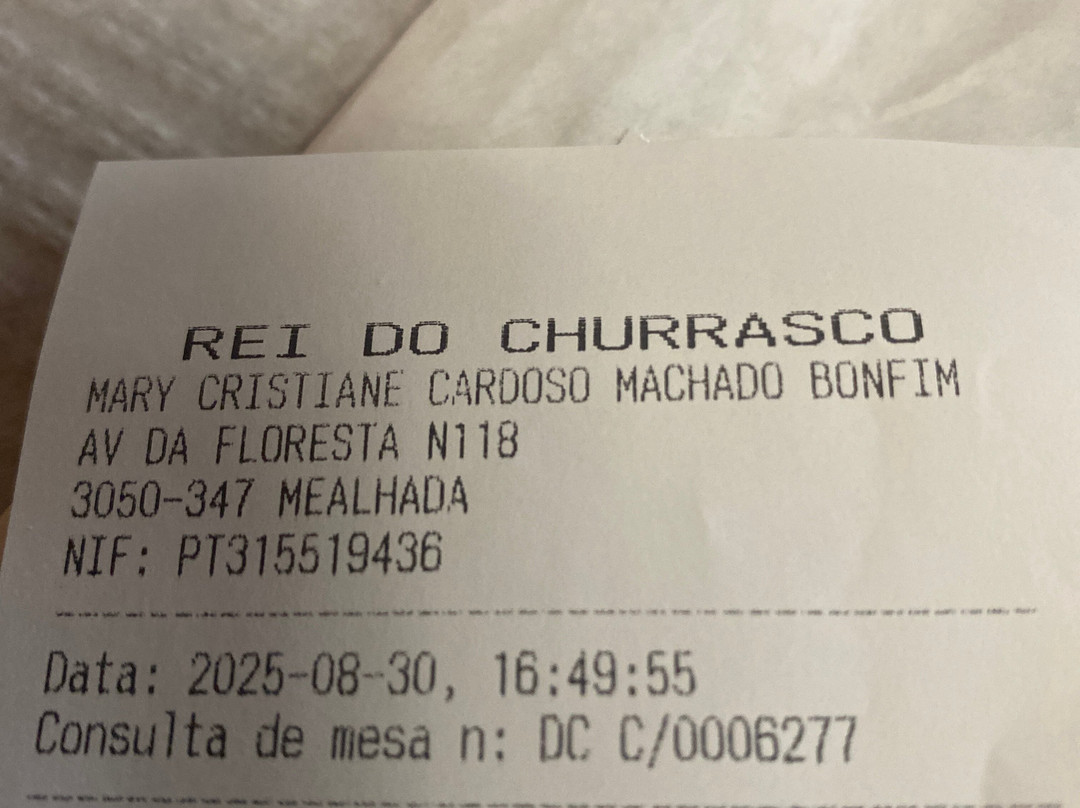 REI DO CHURRASCO
MARY CRISTIANE CARDOSO MACHADO BONFIM
AV DA FLORESTA N118
3050-347 MEALHADA
NIF: PT315519436
Data: 2025-08-30, 16:49:55
Consulta de mesa n: DC C/0006277